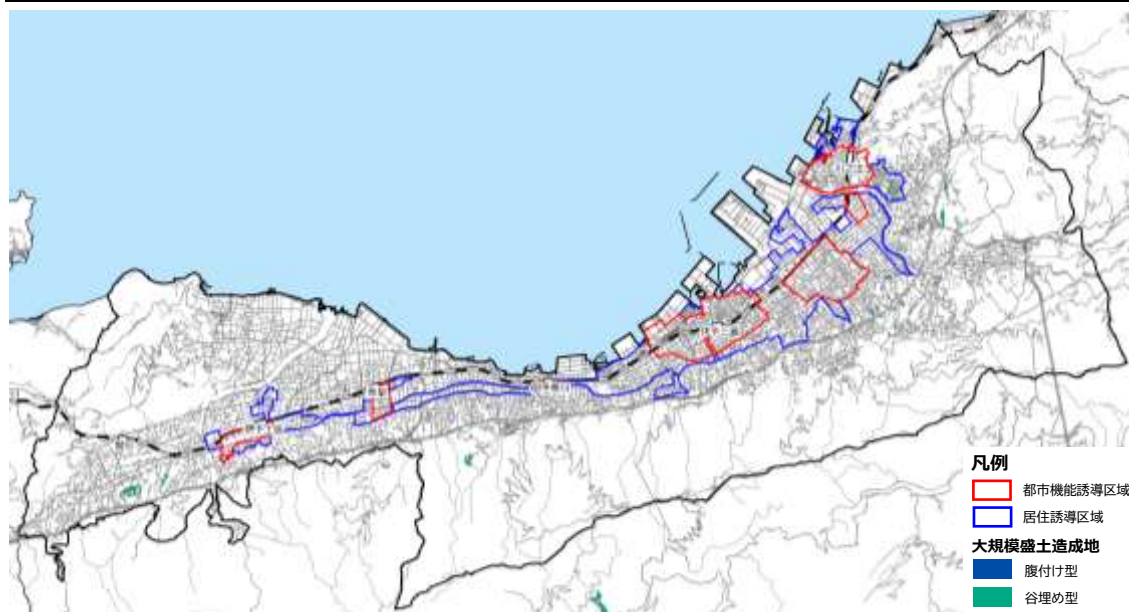 凡例
都市機能誘導区域
居住誘導区域
大規模盛土造成地
腹付け型
谷埋め型